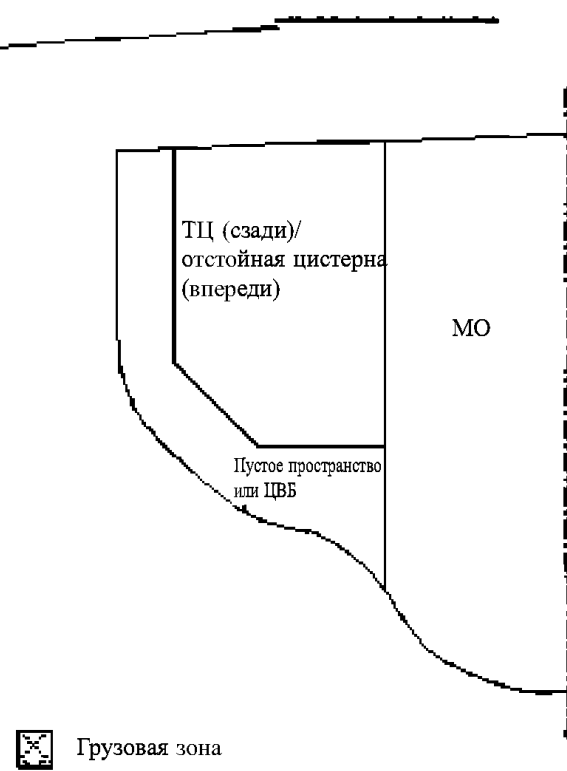 ТЦ (сзади)/
отстойная цистерна
(впереди)
МО
Пустое пространство
или ЦВБ
Грузовая зона